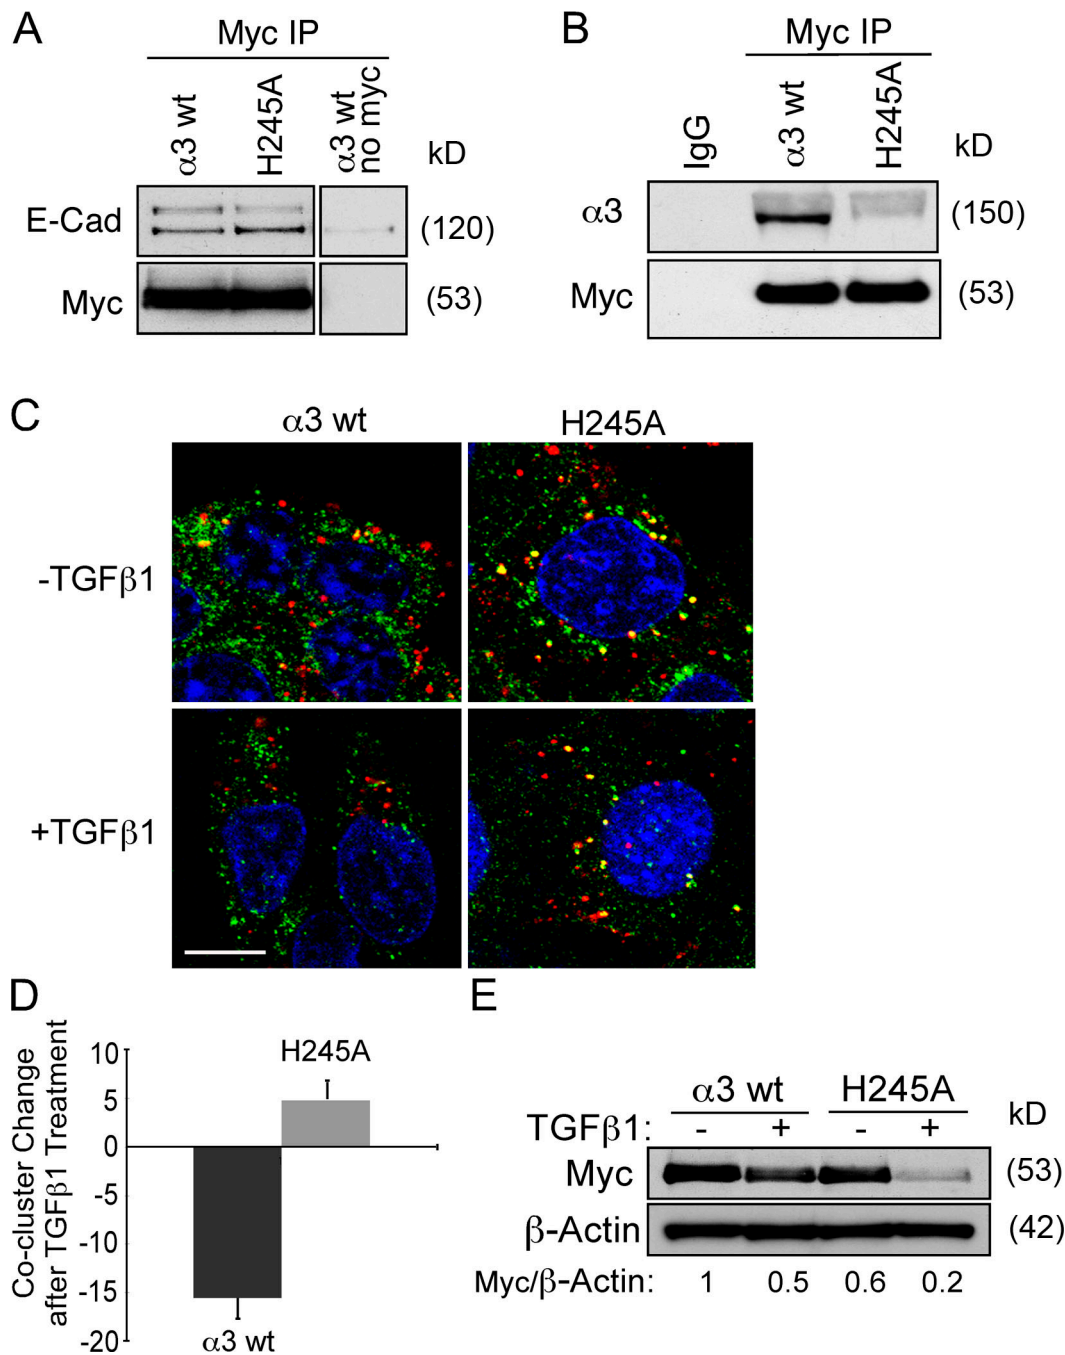 A
Myc IP
α3 wt
H245A
α3 wt
no myc
kD
E-Cad
(120)
Myc
(53)
B
Myc IP
IgG
α3 wt
H245A
kD
α3
(150)
Myc
(53)
C
α3 wt
H245A
-TGFβ1
+TGFβ1
D
Co-cluster Change
after TGFβ1 Treatment
10
5
0
-5
-10
-15
-20
H245A
α3 wt
E
α3 wt
H245A
kD
TGFβ1: - + - +
Myc
(53)
β-Actin
(42)
Myc/β-Actin: 1 0.5 0.6 0.2